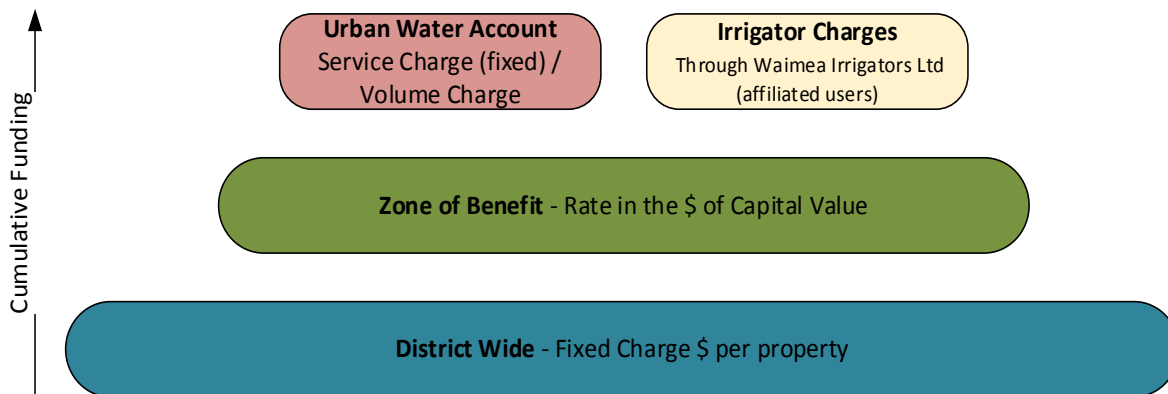 Cumulative Funding
Urban Water Account
Service Charge (fixed) /
Volume Charge
Irrigator Charges
Through Waimea Irrigators Ltd
(affiliated users)
Zone of Benefit - Rate in the $ of Capital Value
District Wide - Fixed Charge $ per property